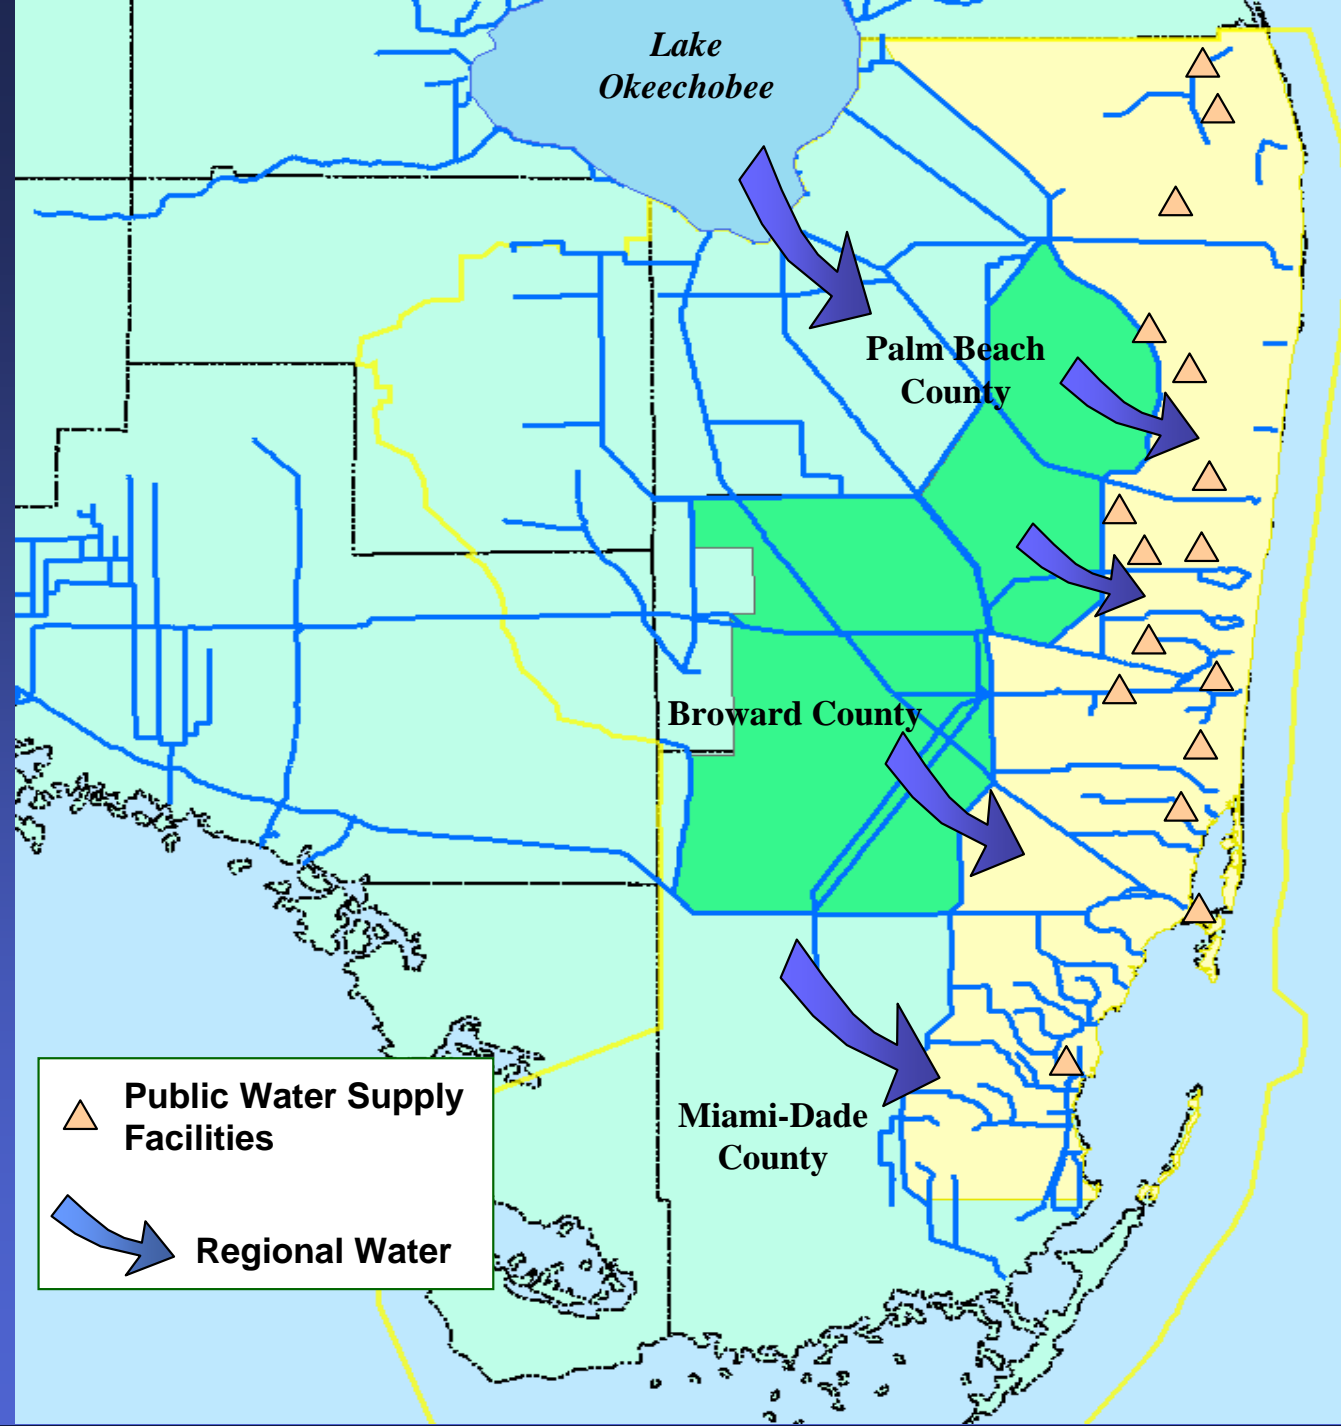 Lake
Okeechobee
Palm Beach
County
Broward County
Miami-Dade
County
Public Water Supply
Facilities
Regional Water